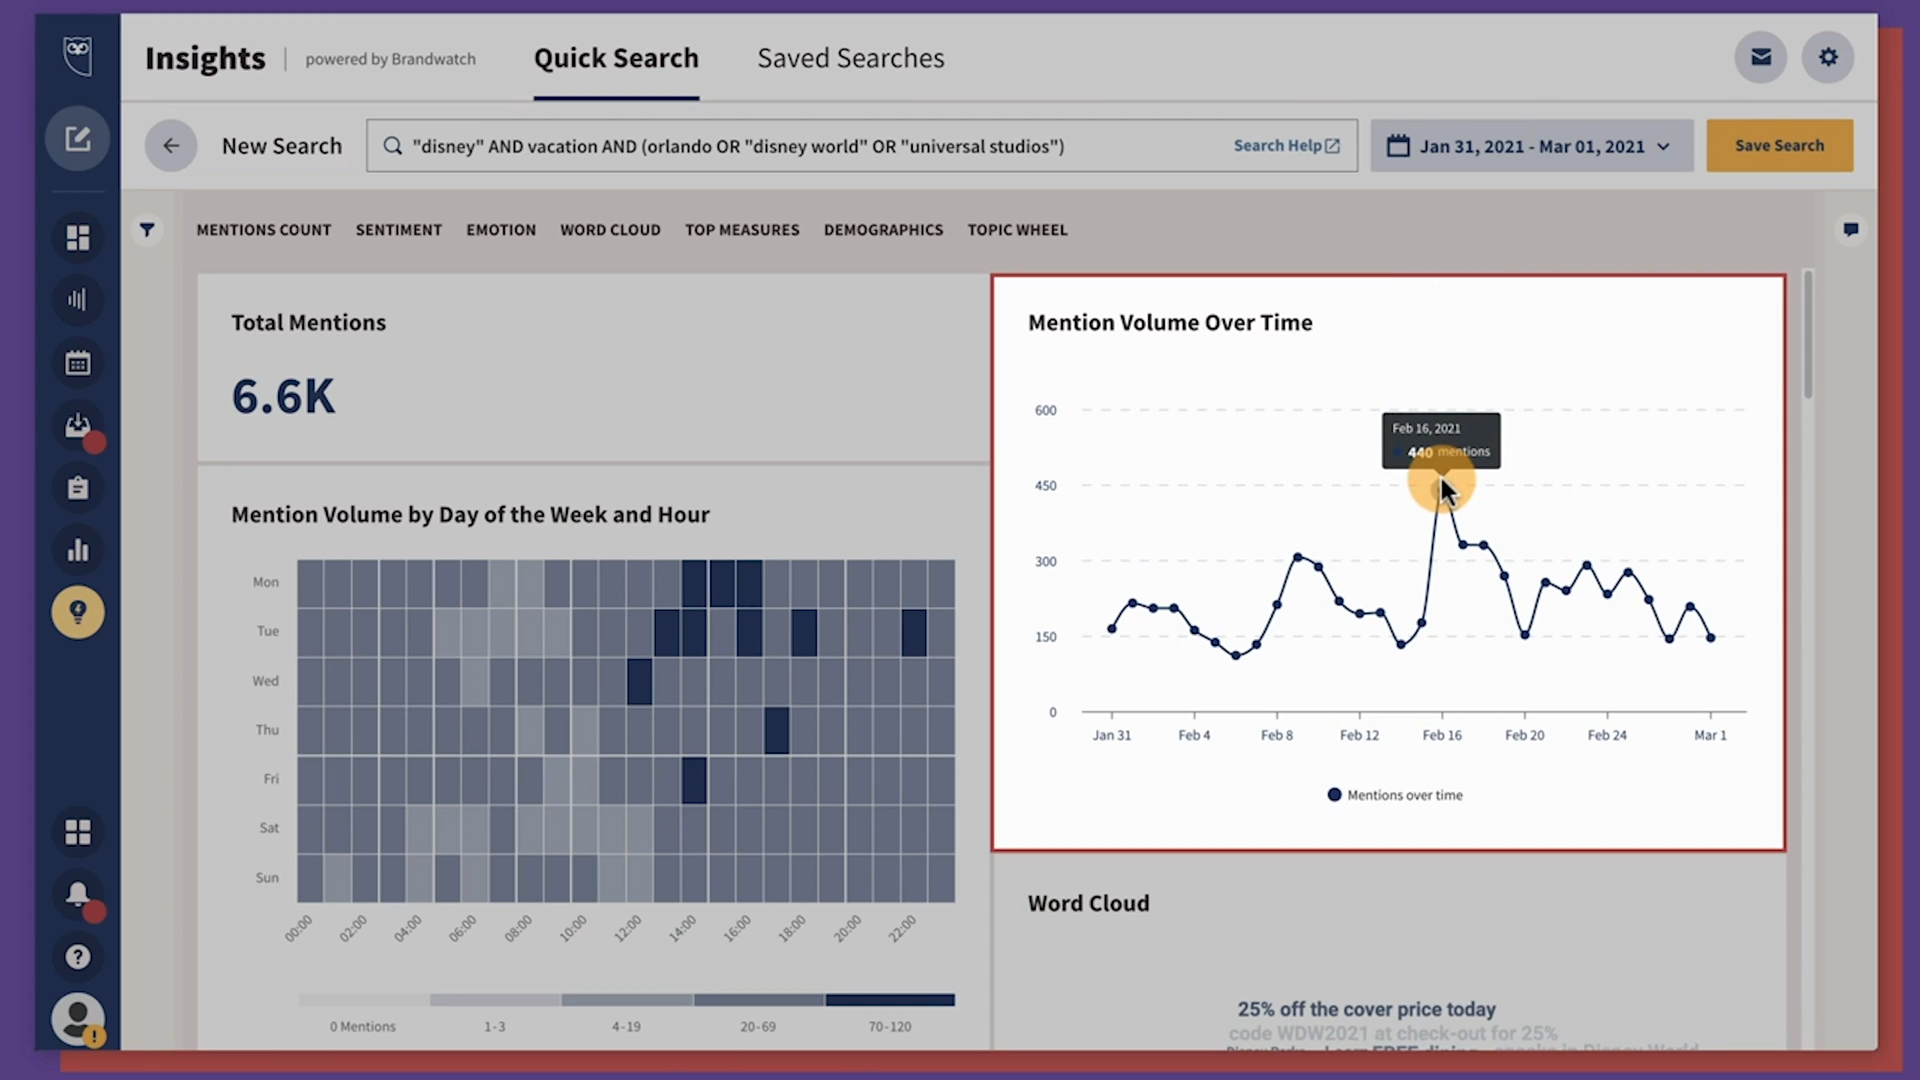 Insights
powered by Brandwatch
Quick Search
Saved Searches
New Search
"disney" AND vacation AND (orlando OR "disney world" OR "universal studios")
Search Help
Jan 31, 2021 - Mar 01, 2021
Save Search
MENTIONS COUNT SENTIMENT EMOTION WORD CLOUD TOP MEASURES DEMOGRAPHICS TOPIC WHEEL
Total Mentions
6.6K
Mention Volume by Day of the Week and Hour
Mon
Tue
Wed
Thu
Fri
Sat
Sun
00:00 02:00 04:00 06:00 08:00 10:00 12:00 14:00 16:00 18:00 20:00 22:00
0 Mentions 1-3 4-19 20-69 70-120
Mention Volume Over Time
600
Feb 16, 2021
440 mentions
450
300
150
0
Jan 31 Feb 4 Feb 8 Feb 12 Feb 16 Feb 20 Feb 24 Mar 1
Mentions over time
Word Cloud
25% off the cover price today
code WDW2021 at check-out for 25%